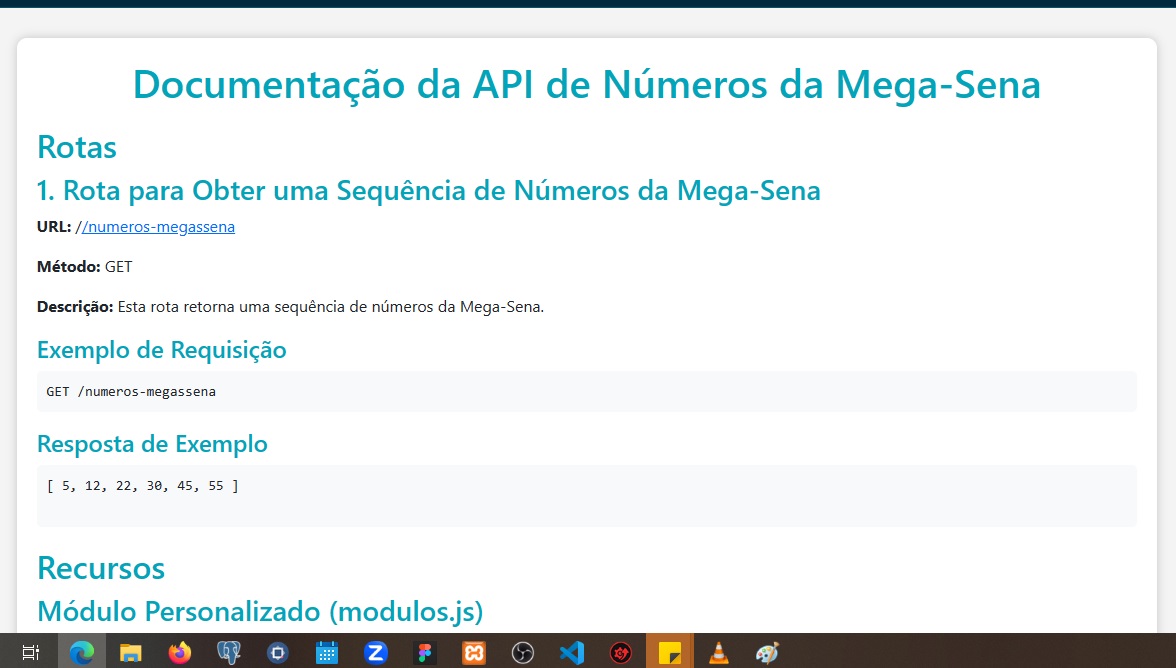 Documentação da API de Números da Mega-Sena
Rotas
1. Rota para Obter uma Sequência de Números da Mega-Sena
URL: //numeros-megassena
Método: GET
Descrição: Esta rota retorna uma sequência de números da Mega-Sena.
Exemplo de Requisição
GET /numeros-megassena
Resposta de Exemplo
[ 5, 12, 22, 30, 45, 55 ]
Recursos
Módulo Personalizado (modulos.js)